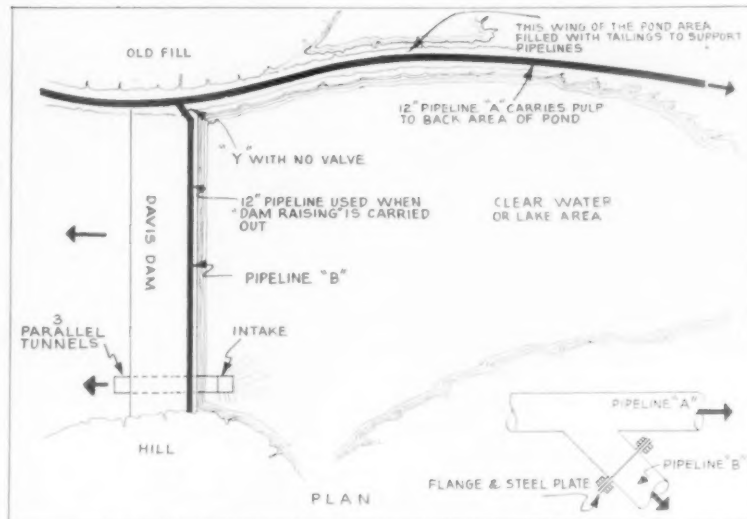 OLD FILL
THIS WING OF THE POND AREA
FILLED WITH TAILINGS TO SUPPORT
PIPELINES
12" PIPELINE "A" CARRIES PULP
TO BACK AREA OF POND
"Y" WITH NO VALVE
12" PIPELINE USED WHEN
"DAM RAISING" IS CARRIED
OUT
CLEAR WATER
OR LAKE AREA
DAVIS DAM
PIPELINE "B"
3
PARALLEL
TUNNELS
INTAKE
HILL
PLAN
PIPELINE "A"
PIPELINE "B"
FLANGE & STEEL PLATE